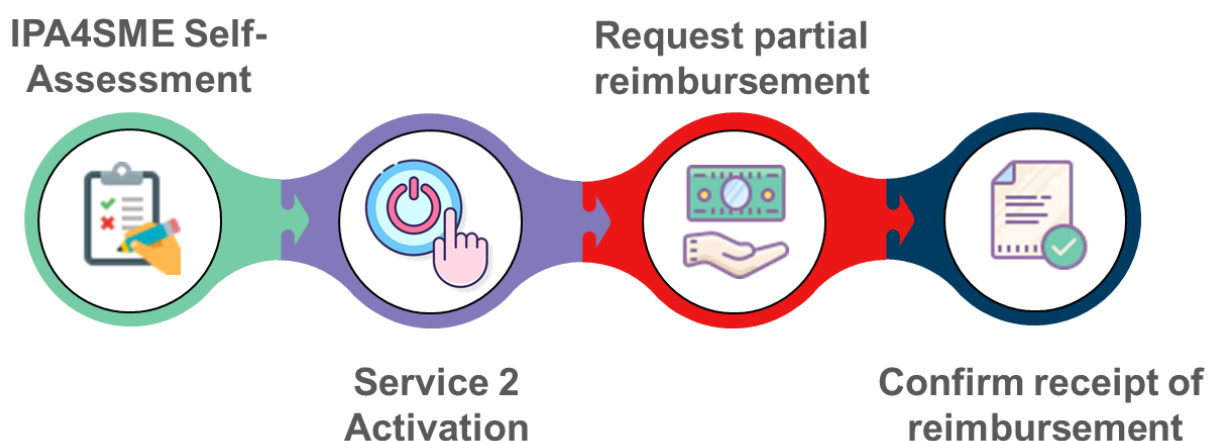 IPA4SME Self-
Assessment
Service 2
Activation
Request partial
reimbursement
Confirm receipt of
reimbursement